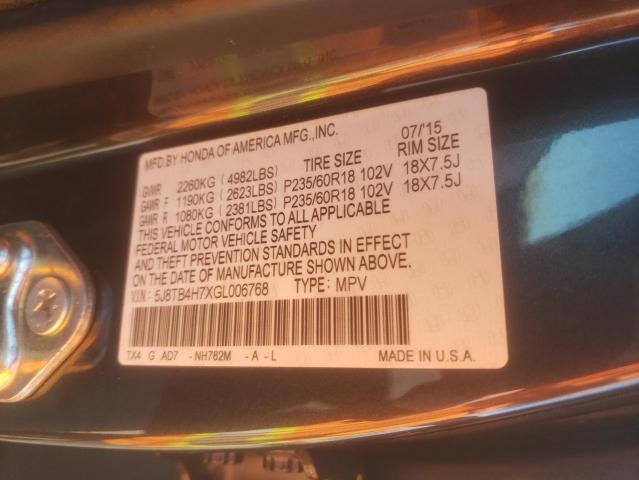 MFD.BY HONDA OF AMERICA MFG.,INC. 07/'15
TIRE SIZE RIM SIZE
GVWR 2260KG (4982LBS)
GAWR F 1190KG (2623LBS) P235/60R18 102V 18X7.5J
GAWR R 1080KG (2381LBS) P235/60R18 102V 18X7.5J
THIS VEHICLE CONFORMS TO ALL APPLICABLE
FEDERAL MOTOR VEHICLE SAFETY
AND THEFT PREVENTION STANDARDS IN EFFECT
ON THE DATE OF MANUFACTURE SHOWN ABOVE.
V.I.N: 5J8TB4H7XGL006768 TYPE: MPV
TX4 G AD7 -NH782M -A-L MADE IN U.S.A.